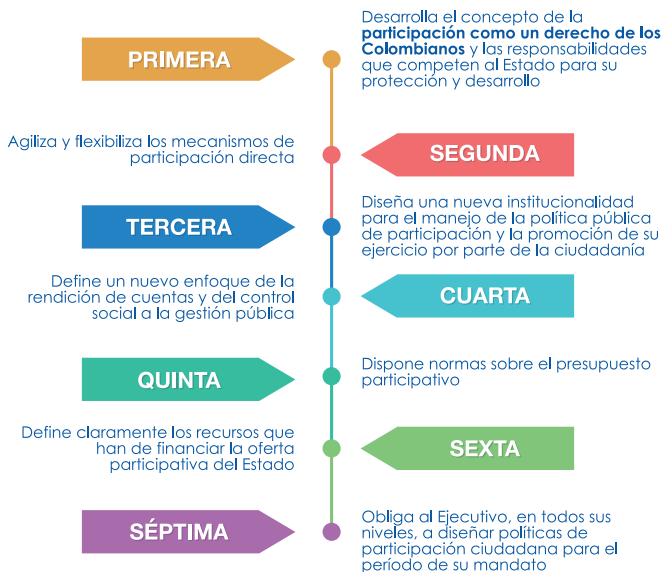 PRIMERA
Desarrolla el concepto de la
participación como un derecho de los
Colombianos y las responsabilidades
que competen al Estado para su
protección y desarrollo
SEGUNDA
Agiliza y flexibiliza los mecanismos de
participación directa
TERCERA
Diseña una nueva institucionalidad
para el manejo de la política pública
de participación y la promoción de su
ejercicio por parte de la ciudadanía
CUARTA
Define un nuevo enfoque de la
rendición de cuentas y del control
social a la gestión pública
QUINTA
Dispone normas sobre el presupuesto
participativo
SEXTA
Define claramente los recursos que
han de financiar la oferta
participativa del Estado
SÉPTIMA
Obliga al Ejecutivo, en todos sus
niveles, a diseñar políticas de
participación ciudadana para el
período de su mandato